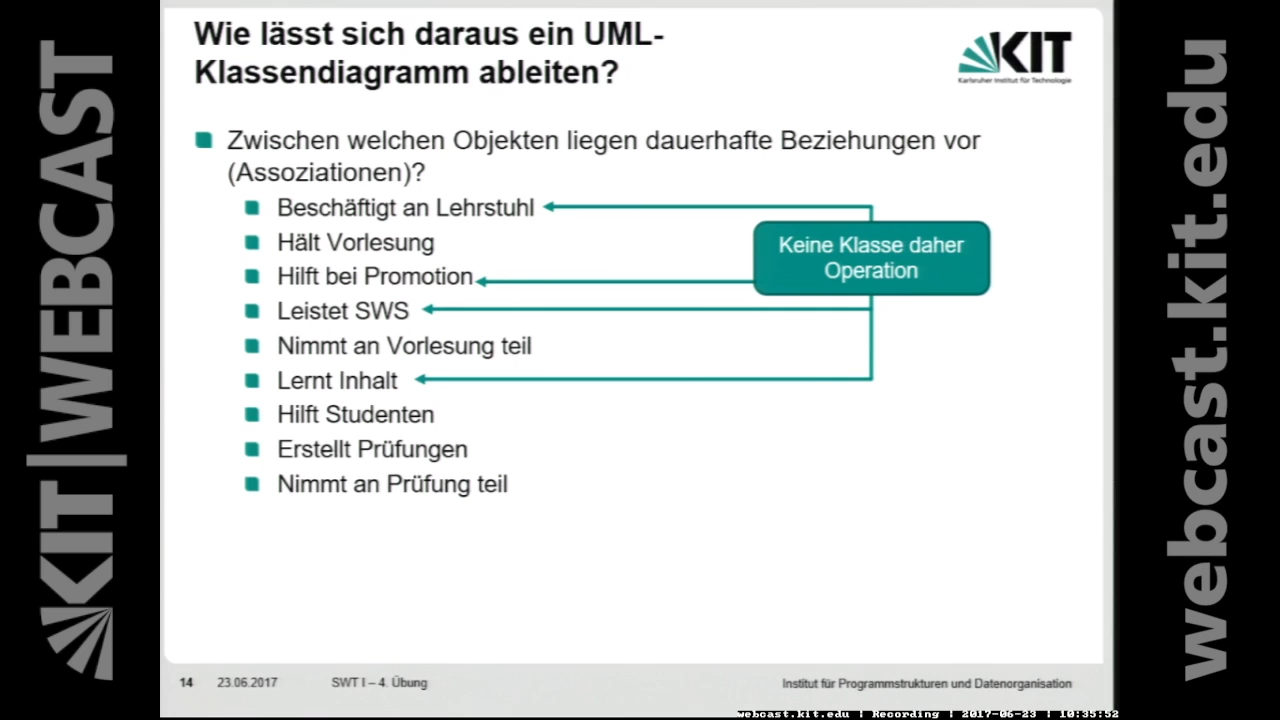 Wie lässt sich daraus ein UML-
Klassendiagramm ableiten?
KIT
Karlsruher Institut für Technologie
Zwischen welchen Objekten liegen dauerhafte Beziehungen vor
(Assoziationen)?
Beschäftigt an Lehrstuhl
Hält Vorlesung
Hilft bei Promotion
Leistet SWS
Nimmt an Vorlesung teil
Lernt Inhalt
Hilft Studenten
Erstellt Prüfungen
Nimmt an Prüfung teil
Keine Klasse daher
Operation
14 23.06.2017 SWT I – 4. Übung Institut für Programmstrukturen und Datenorganisation
KIT | WEBCAST
webcast.kit.edu
webcast.kit.edu | Recording | 2017-06-23 | 10:35:52